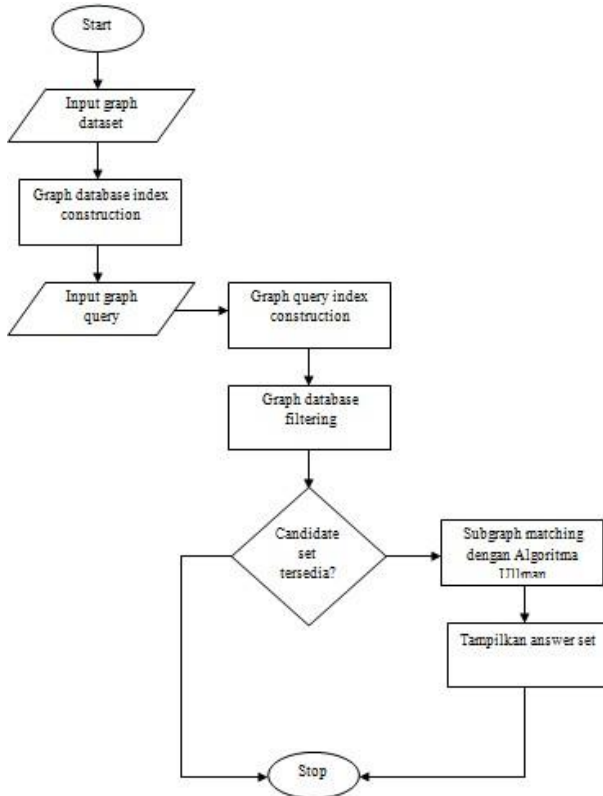 Start
Input graph
dataset
Graph database index
construction
Input graph
query
Graph query index
construction
Graph database
filtering
Candidate
set
tersedia?
Subgraph matching
dengan Algoritma
Ullman
Tampilkan answer set
Stop